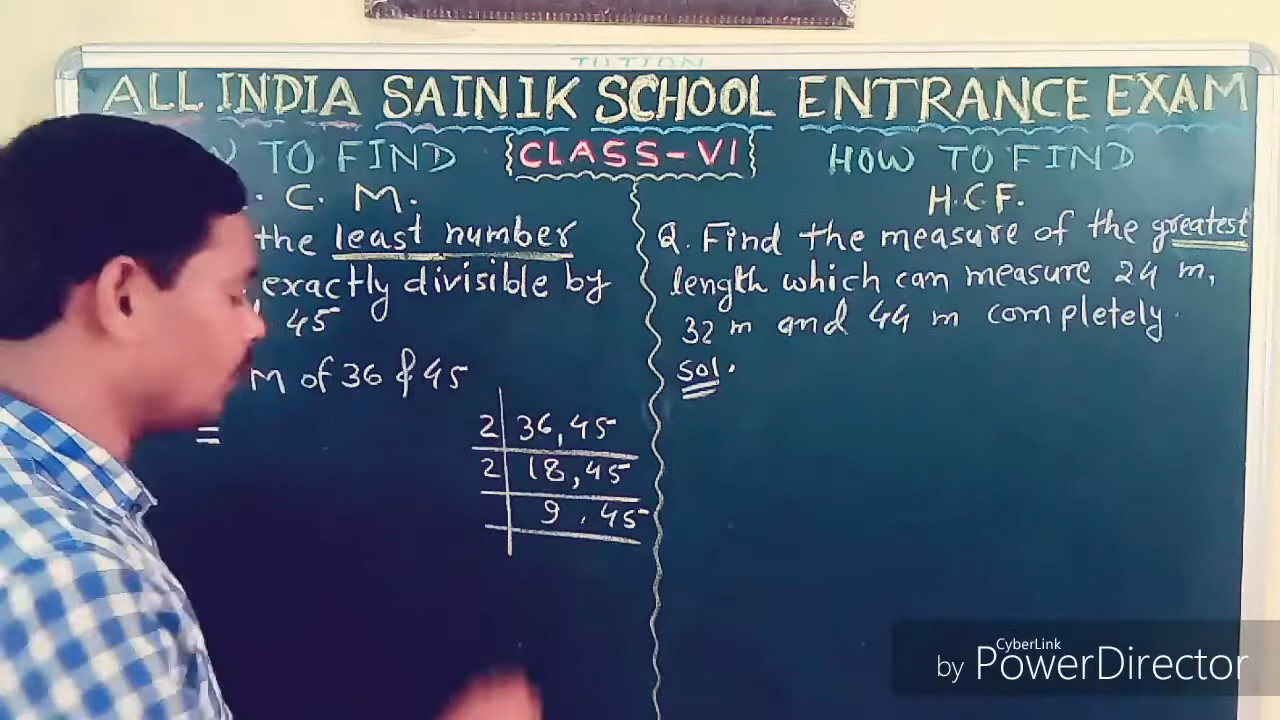 TUTION
ALL INDIA SAINIK SCHOOL ENTRANCE EXAM
TO FIND
C. M.
the least number
exactly divisible by
45
M of 36 & 45
=
2 36, 45
2 18, 45
9, 45
CLASS-VI
HOW TO FIND
H.C.F.
Q. Find the measure of the greatest
length which can measure 24 m,
32 m and 44 m completely.
Sol.
CyberLink
by PowerDirector